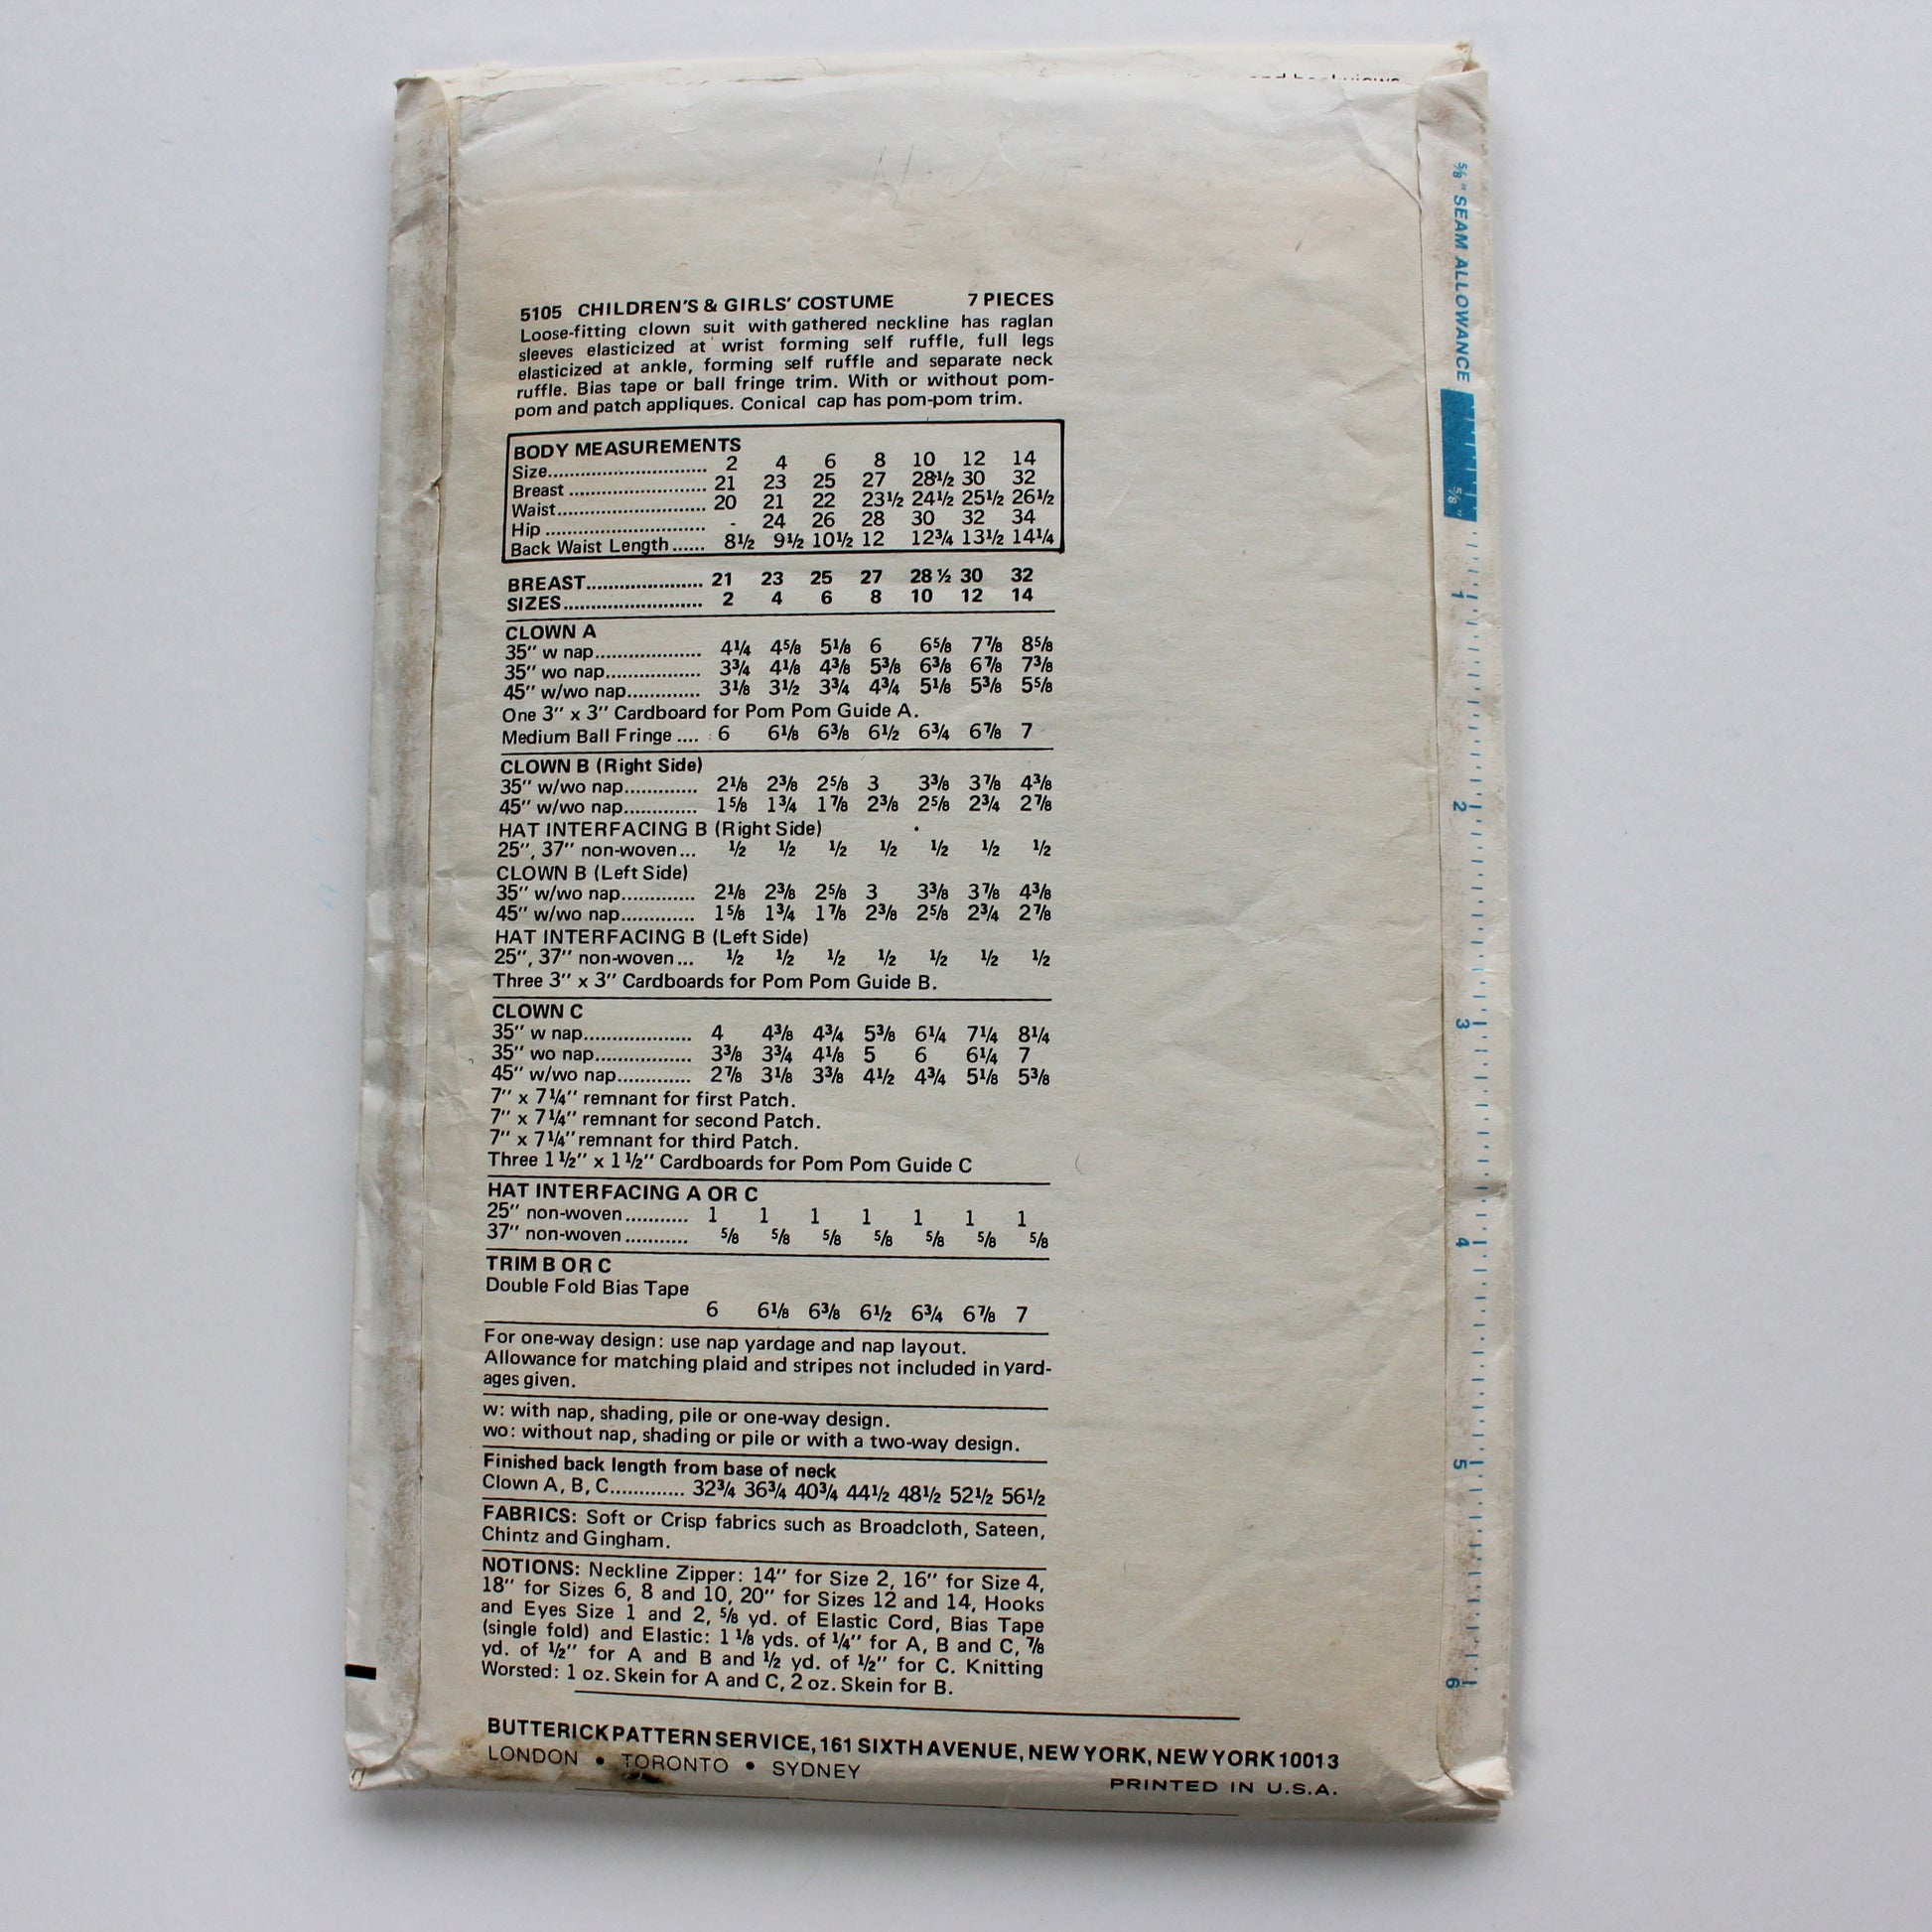 5105 CHILDREN'S & GIRLS' COSTUME 7 PIECES
Loose-fitting clown suit with gathered neckline has raglan
sleeves elasticized at wrist forming self ruffle, full legs
elasticized at ankle, forming self ruffle and separate neck
ruffle. Bias tape or ball fringe trim. With or without pom-
pom and patch appliques. Conical cap has pom-pom trim.
BODY MEASUREMENTS
Size............................... 2 4 6 8 10 12 14
Breast ........................... 21 23 25 27 28½ 30 32
Waist............................. 20 21 22 23½ 24½ 25½ 26½
Hip ............................... - 24 26 28 30 32 34
Back Waist Length ...... 8½ 9½ 10½ 12 12¾ 13½ 14¼
BREAST...................... 21 23 25 27 28 ½ 30 32
SIZES.......................... 2 4 6 8 10 12 14
CLOWN A
35" w nap.................... 4¼ 4⅝ 5⅛ 6 6⅝ 7⅞ 8⅝
35" wo nap.................. 3¾ 4⅛ 4⅜ 5⅜ 6⅜ 6⅞ 7⅜
45" w/wo nap.............. 3⅛ 3½ 3¾ 4¾ 5⅛ 5⅜ 5⅝
One 3" x 3" Cardboard for Pom Pom Guide A.
Medium Ball Fringe .... 6 6⅛ 6⅜ 6½ 6¾ 6⅞ 7
CLOWN B (Right Side)
35" w/wo nap.............. 2⅛ 2⅜ 2⅝ 3 3⅜ 3⅞ 4⅜
45" w/wo nap.............. 1⅝ 1¾ 1⅞ 2⅜ 2⅝ 2¾ 2⅞
HAT INTERFACING B (Right Side)
25", 37" non-woven ... ½ ½ ½ ½ ½ ½ ½
CLOWN B (Left Side)
35" w/wo nap.............. 2⅛ 2⅜ 2⅝ 3 3⅜ 3⅞ 4⅜
45" w/wo nap.............. 1⅝ 1¾ 1⅞ 2⅜ 2⅝ 2¾ 2⅞
HAT INTERFACING B (Left Side)
25", 37" non-woven ... ½ ½ ½ ½ ½ ½ ½
Three 3" x 3" Cardboards for Pom Pom Guide B.
CLOWN C
35" w nap.................... 4 4⅜ 4¾ 5⅜ 6¼ 7¼ 8¼
35" wo nap.................. 3⅜ 3¾ 4⅛ 5 6 6¼ 7
45" w/wo nap.............. 2⅞ 3⅛ 3⅜ 4½ 4¾ 5⅛ 5⅜
7" x 7¼" remnant for first Patch.
7" x 7¼" remnant for second Patch.
7" x 7¼" remnant for third Patch.
Three 1½" x 1½" Cardboards for Pom Pom Guide C
HAT INTERFACING A OR C
25" non-woven ........... 1 1 1 1 1 1 1
37" non-woven ........... ⅝ ⅝ ⅝ ⅝ ⅝ ⅝ ⅝
TRIM B OR C
Double Fold Bias Tape
6 6⅛ 6⅜ 6½ 6¾ 6⅞ 7
For one-way design: use nap yardage and nap layout.
Allowance for matching plaid and stripes not included in yard-
ages given.
w: with nap, shading, pile or one-way design.
wo: without nap, shading or pile or with a two-way design.
Finished back length from base of neck
Clown A, B, C............. 32¾ 36¾ 40¾ 44½ 48½ 52½ 56½
FABRICS: Soft or Crisp fabrics such as Broadcloth, Sateen,
Chintz and Gingham.
NOTIONS: Neckline Zipper: 14" for Size 2, 16" for Size 4,
18" for Sizes 6, 8 and 10, 20" for Sizes 12 and 14, Hooks
and Eyes Size 1 and 2, ⅝ yd. of Elastic Cord, Bias Tape
(single fold) and Elastic: 1 ⅛ yds. of ¼" for A, B and C, ⅞
yd. of ½" for A and B and ½ yd. of ½" for C. Knitting
Worsted: 1 oz. Skein for A and C, 2 oz. Skein for B.
BUTTERICK PATTERN SERVICE, 161 SIXTH AVENUE, NEW YORK, NEW YORK 10013
LONDON • TORONTO • SYDNEY
PRINTED IN U.S.A.
⅝" SEAM ALLOWANCE
⅝"
1
2
3
4
5
6